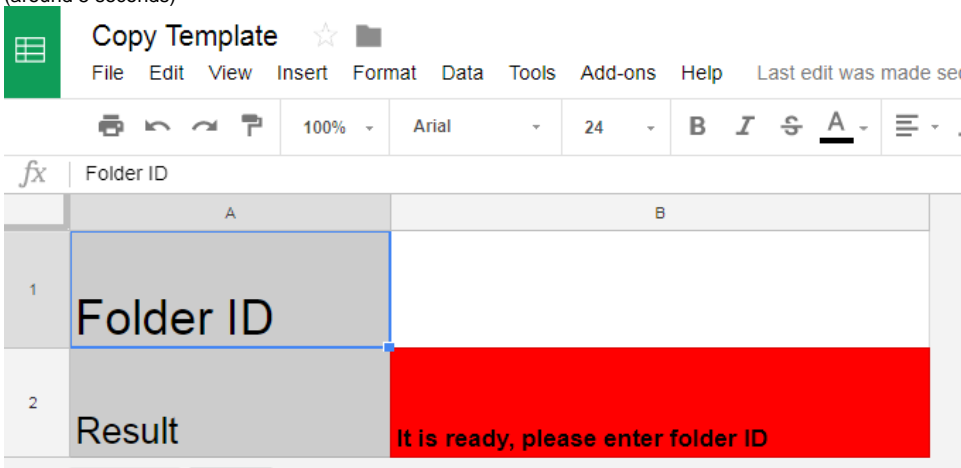 Copy Template
File Edit View Insert Format Data Tools Add-ons Help Last edit was made
100% Arial 24 B I S A
fx Folder ID
A B
1 Folder ID
2 Result It is ready, please enter folder ID